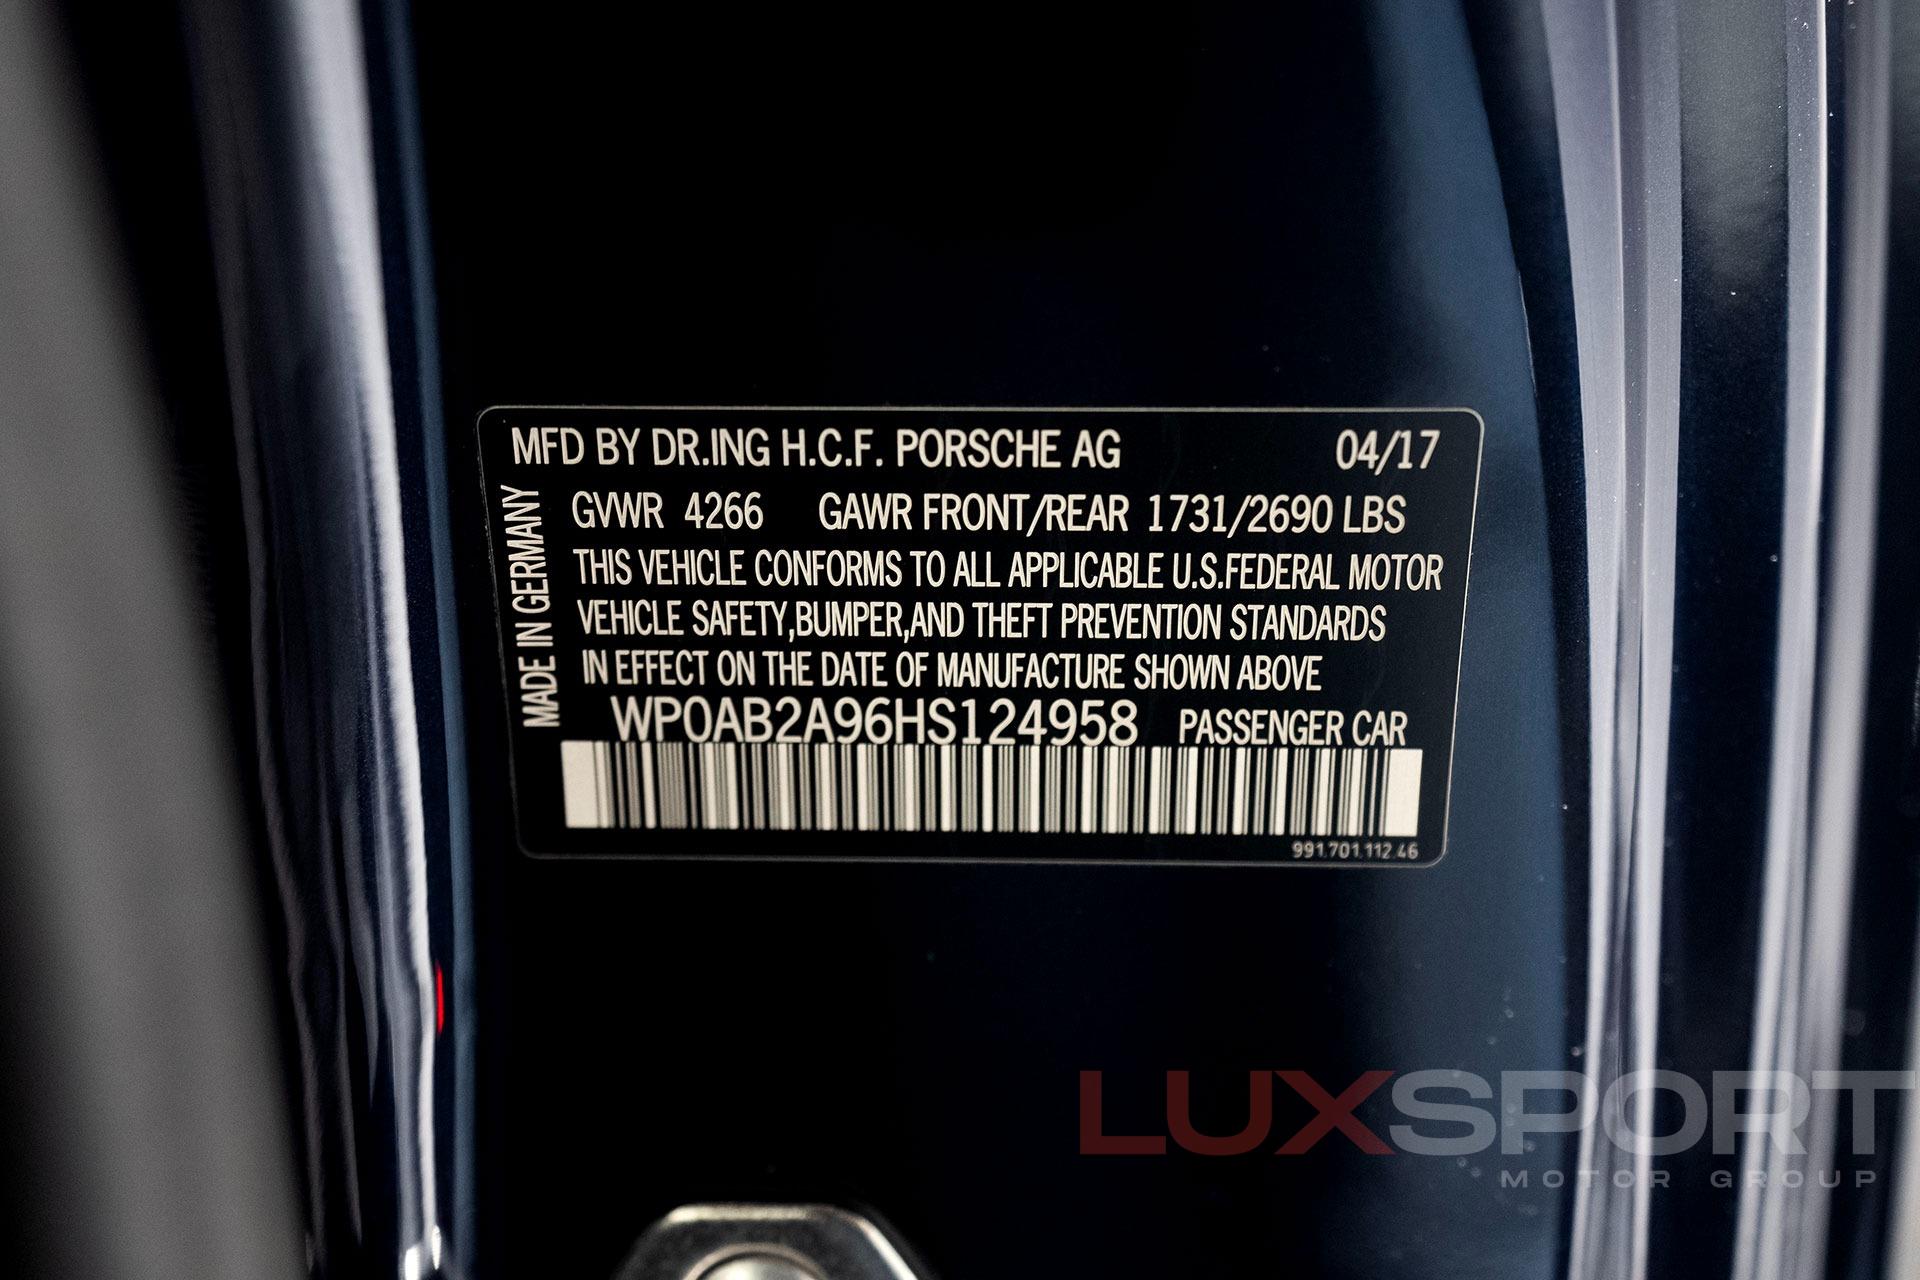 MFD BY DR.ING H.C.F. PORSCHE AG 04/17
MADE IN GERMANY
GVWR 4266 GAWR FRONT/REAR 1731/2690 LBS
THIS VEHICLE CONFORMS TO ALL APPLICABLE U.S.FEDERAL MOTOR
VEHICLE SAFETY,BUMPER,AND THEFT PREVENTION STANDARDS
IN EFFECT ON THE DATE OF MANUFACTURE SHOWN ABOVE
WP0AB2A96HS124958 PASSENGER CAR
991.701.112.46
LUXSPORT
MOTOR GROUP